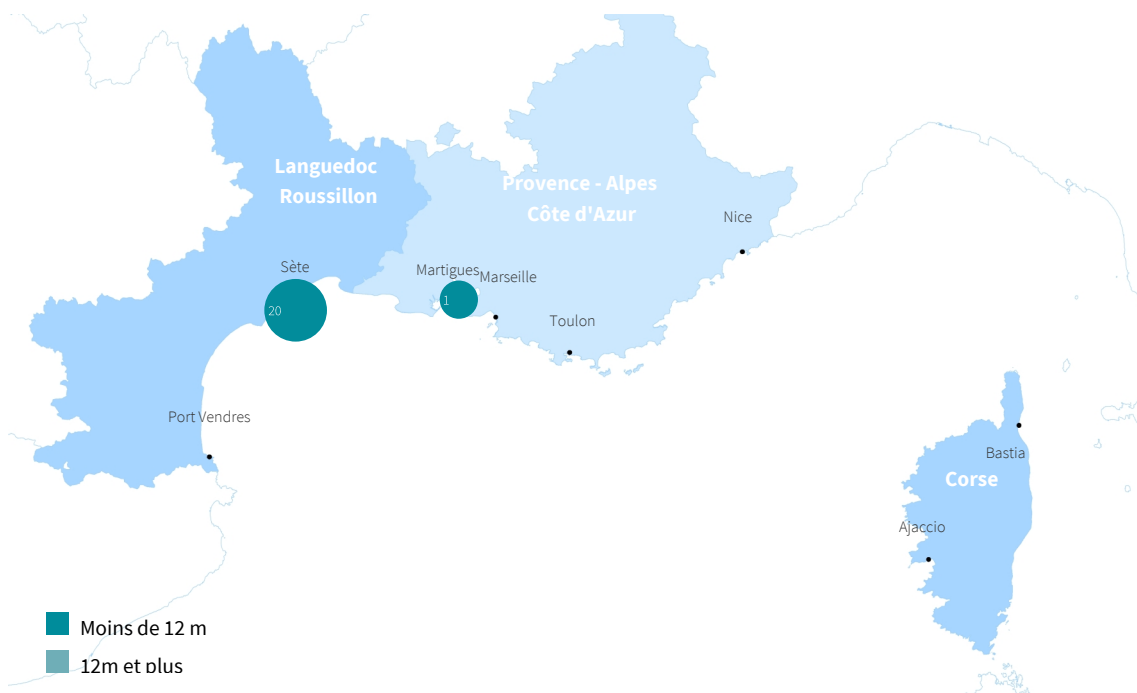 Languedoc
Roussillon
Provence - Alpes
Côte d'Azur
Nice
Sète
Martigues
Marseille
20
1
Toulon
Port Vendres
Bastia
Corse
Ajaccio
Moins de 12 m
12m et plus